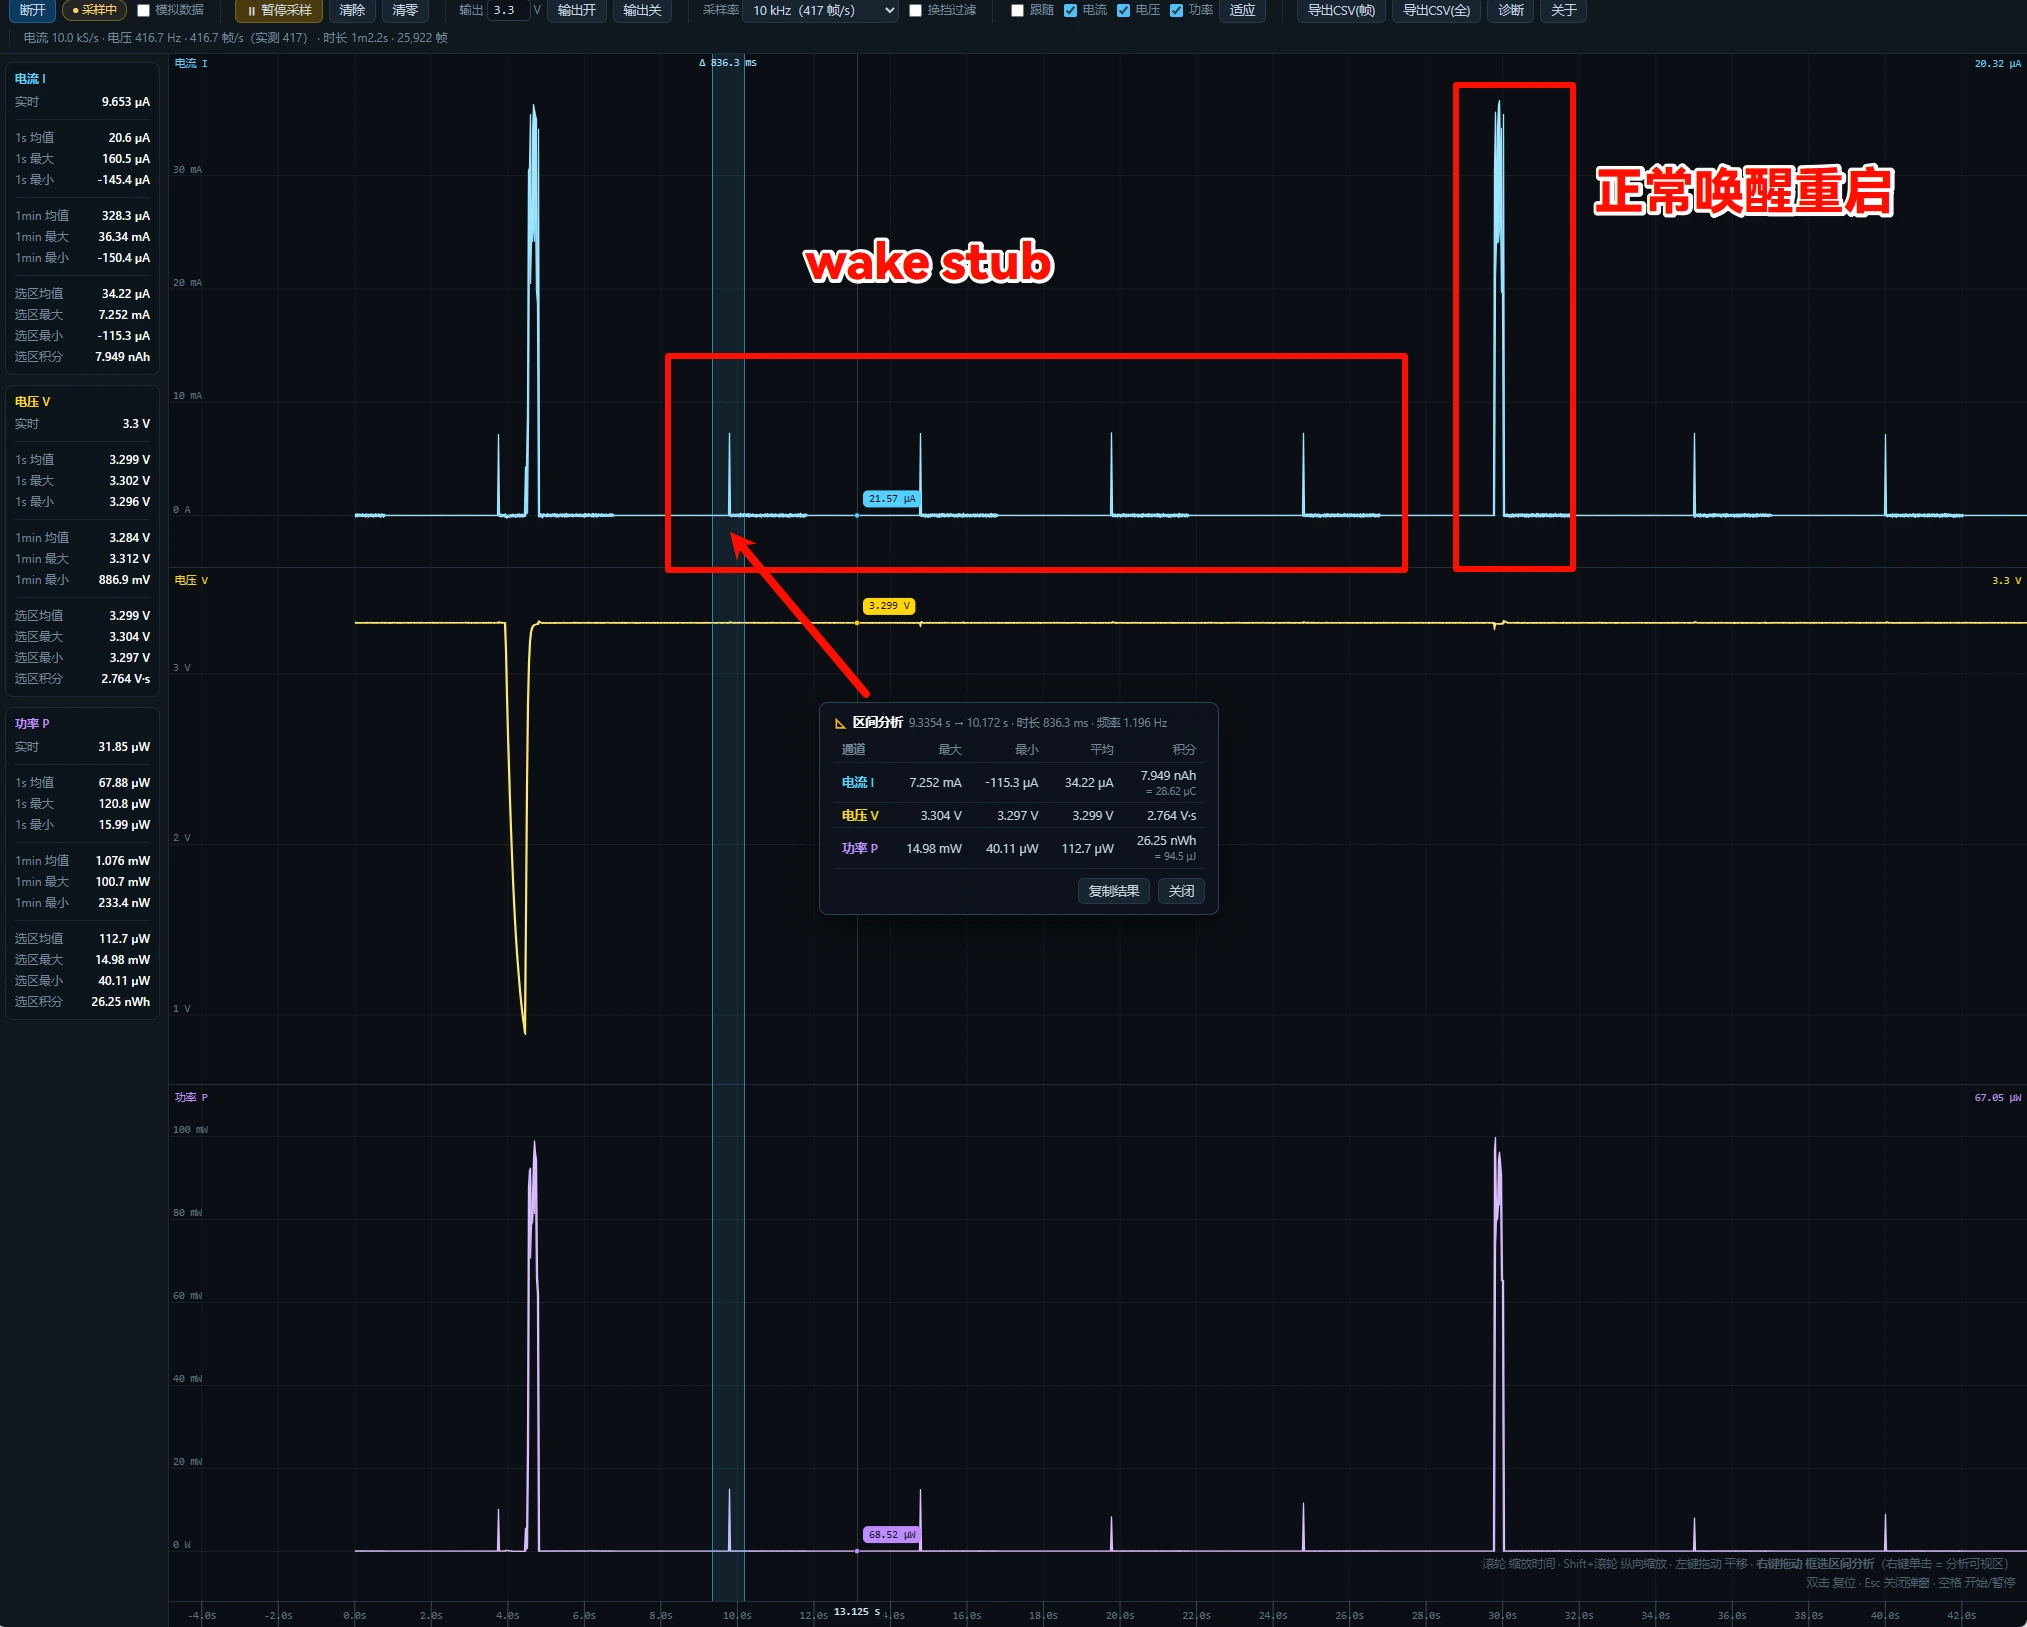 断开 ● 采样中 模拟数据 ⏸ 暂停采样 清除 清零 输出 3.3 V 输出开 输出关 采样率 10 kHz（417 帧/s） 换挡过滤 跟随 电流 电压 功率 适应 导出CSV(帧) 导出CSV(全) 诊断 关于
电流 10.0 kS/s · 电压 416.7 Hz · 416.7 帧/s（实测 417） · 时长 1m2.2s · 25,922 帧
电流 I
实时 9.653 µA
1s 均值 20.6 µA
1s 最大 160.5 µA
1s 最小 -145.4 µA
1min 均值 328.3 µA
1min 最大 36.34 mA
1min 最小 -150.4 µA
选区均值 34.22 µA
选区最大 7.252 mA
选区最小 -115.3 µA
选区积分 7.949 nAh
电压 V
实时 3.3 V
1s 均值 3.299 V
1s 最大 3.302 V
1s 最小 3.296 V
1min 均值 3.284 V
1min 最大 3.312 V
1min 最小 886.9 mV
选区均值 3.299 V
选区最大 3.304 V
选区最小 3.297 V
选区积分 2.764 V·s
功率 P
实时 31.85 µW
1s 均值 67.88 µW
1s 最大 120.8 µW
1s 最小 15.99 µW
1min 均值 1.076 mW
1min 最大 100.7 mW
1min 最小 233.4 nW
选区均值 112.7 µW
选区最大 14.98 mW
选区最小 40.11 µW
选区积分 26.25 nWh
电流 I Δ 836.3 ms 20.32 µA
30 mA
正常唤醒重启
wake stub
20 mA
10 mA
21.57 µA
0 A
电压 V 3.3 V
3.299 V
3 V
区间分析 9.3354 s → 10.172 s · 时长 836.3 ms · 频率 1.196 Hz
通道 最大 最小 平均 积分
电流 I 7.252 mA -115.3 µA 34.22 µA 7.949 nAh
= 28.62 µC
电压 V 3.304 V 3.297 V 3.299 V 2.764 V·s
功率 P 14.98 mW 40.11 µW 112.7 µW 26.25 nWh
= 94.5 µJ
复制结果 关闭
2 V
1 V
功率 P 67.05 µW
100 mW
80 mW
60 mW
40 mW
20 mW
68.52 µW
0 W
滚轮 缩放时间 · Shift+滚轮 纵向缩放 · 左键拖动 平移 · 右键拖动 框选区间分析（右键单击 = 分析可视区）
双击 复位 · Esc 关闭弹窗 · 空格 开始/暂停
-4.0s -2.0s 0.0s 2.0s 4.0s 6.0s 8.0s 10.0s 12.0s 13.125 s 16.0s 18.0s 20.0s 22.0s 24.0s 26.0s 28.0s 30.0s 32.0s 34.0s 36.0s 38.0s 40.0s 42.0s